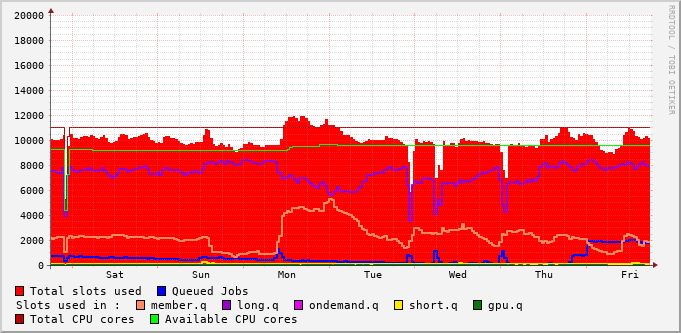 RRDTOOL / TOBI OETIKER
20000
18000
16000
14000
12000
10000
8000
6000
4000
2000
0
Sat Sun Mon Tue Wed Thu Fri
Total slots used Queued Jobs
Slots used in : member.q long.q ondemand.q short.q gpu.q
Total CPU cores Available CPU cores